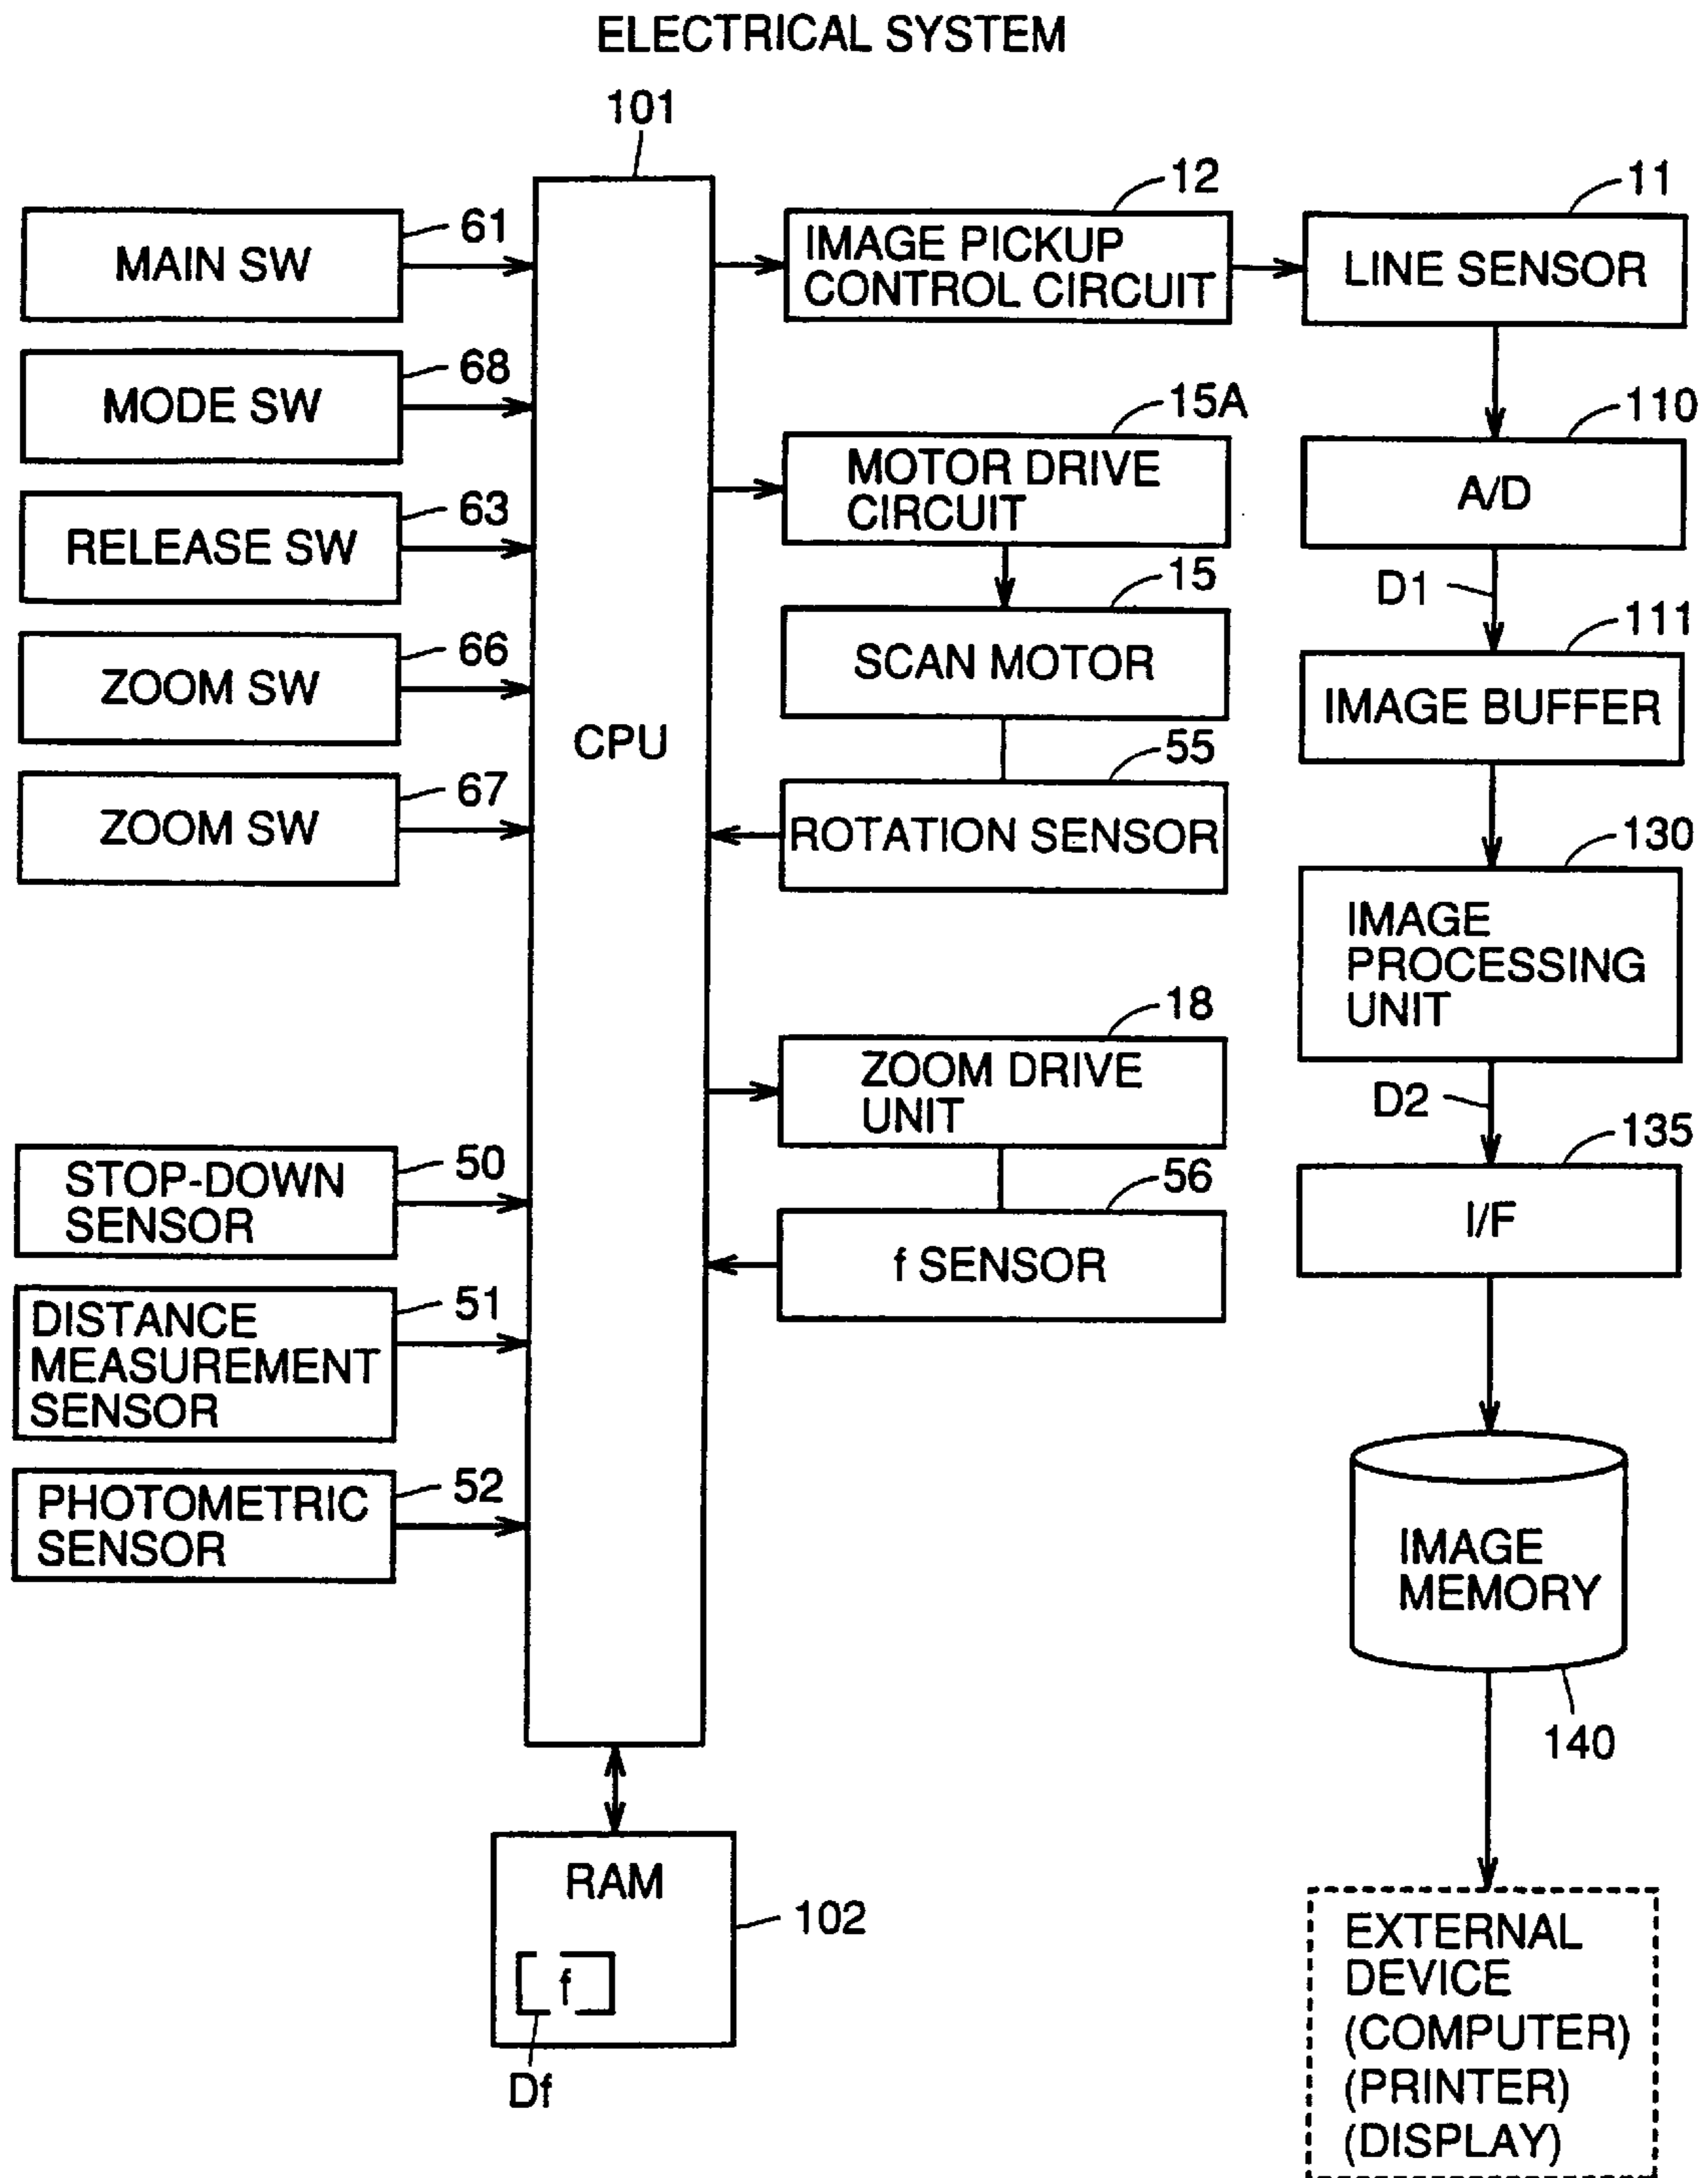 ELECTRICAL SYSTEM
101
12
11
61
MAIN SW
IMAGE PICKUP
CONTROL CIRCUIT
LINE SENSOR
68
MODE SW
15A
110
MOTOR DRIVE
CIRCUIT
A/D
63
RELEASE SW
15
D1
111
66
ZOOM SW
SCAN MOTOR
IMAGE BUFFER
CPU
55
67
ZOOM SW
ROTATION SENSOR
130
IMAGE
PROCESSING
UNIT
18
ZOOM DRIVE
UNIT
D2
135
50
STOP-DOWN
SENSOR
56
f SENSOR
I/F
51
DISTANCE
MEASUREMENT
SENSOR
52
PHOTOMETRIC
SENSOR
IMAGE
MEMORY
140
RAM
102
f
Df
EXTERNAL
DEVICE
(COMPUTER)
(PRINTER)
(DISPLAY)